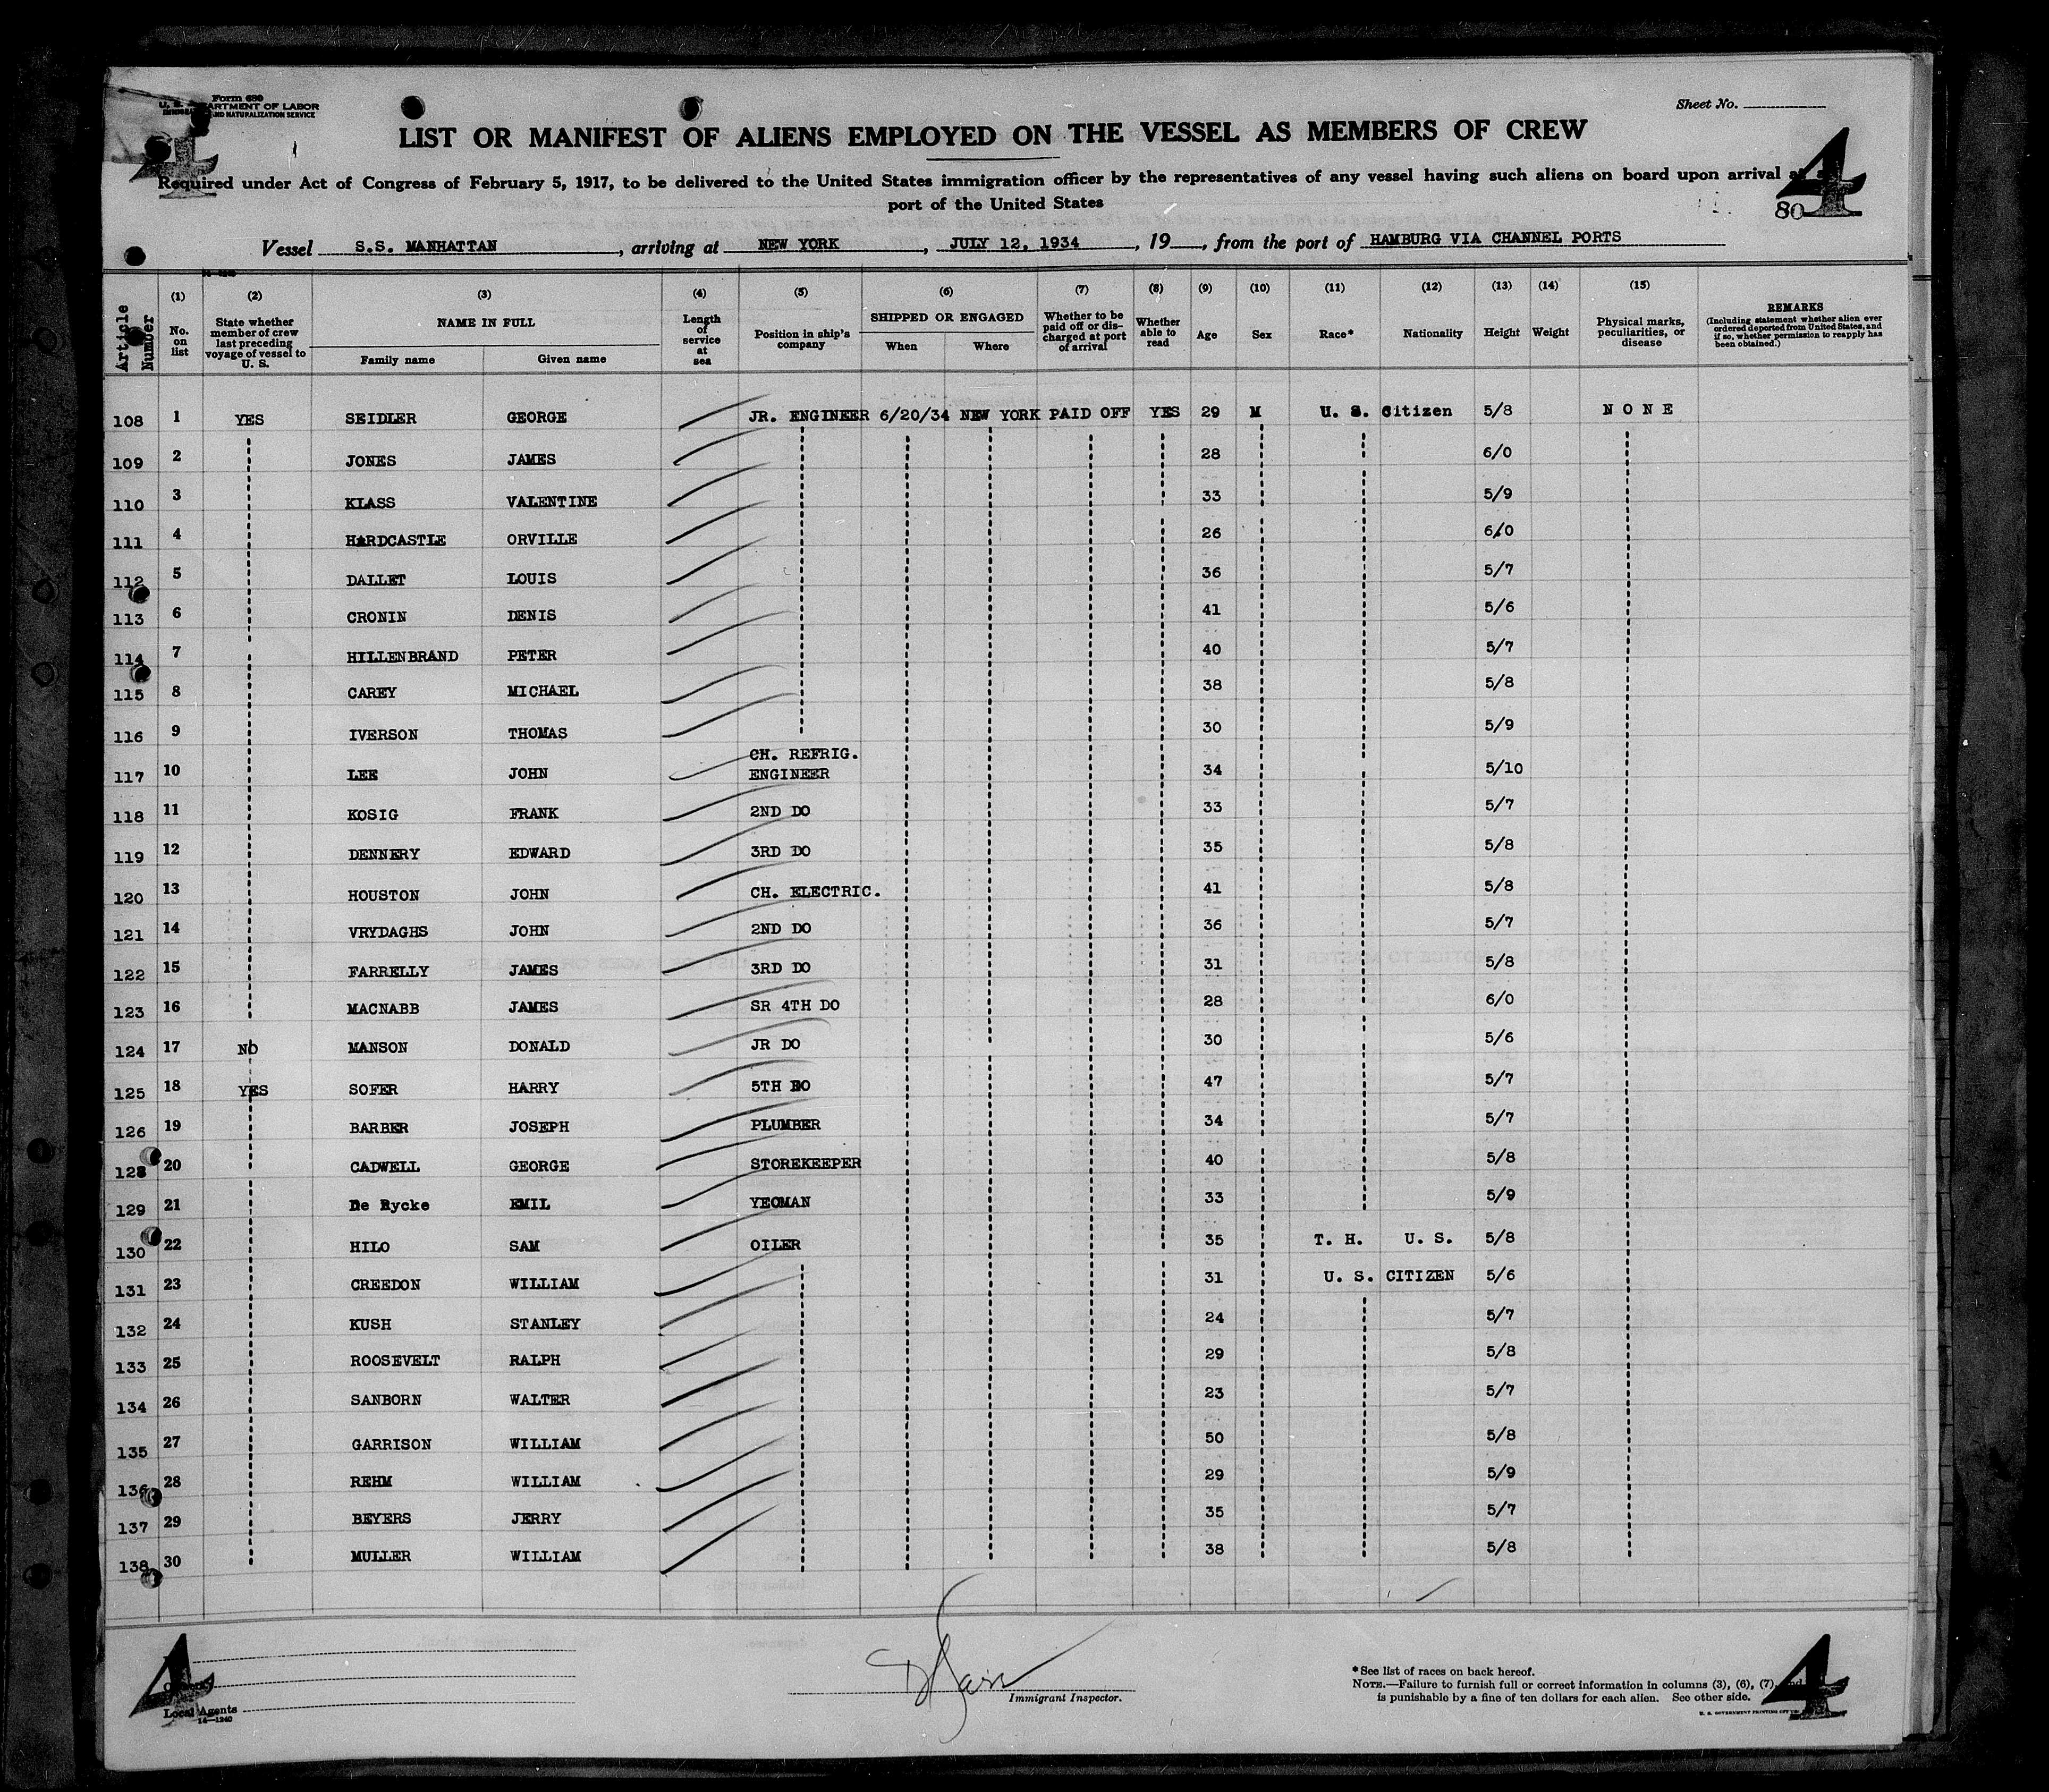 Form 680
U. S. DEPARTMENT OF LABOR
IMMIGRATION AND NATURALIZATION SERVICE
Sheet No.
4
4
LIST OR MANIFEST OF ALIENS EMPLOYED ON THE VESSEL AS MEMBERS OF CREW
Required under Act of Congress of February 5, 1917, to be delivered to the United States immigration officer by the representatives of any vessel having such aliens on board upon arrival at a
port of the United States
80
Vessel S.S. MANHATTAN, arriving at NEW YORK, JULY 12, 1934, 19, from the port of HAMBURG VIA CHANNEL PORTS
Article Number (1) No. on list (2) State whether member of crew last preceding voyage of vessel to U. S. (3) NAME IN FULL Family name Given name (4) Length of service at sea (5) Position in ship's company (6) SHIPPED OR ENGAGED When Where (7) Whether to be paid off or discharged at port of arrival (8) Whether able to read (9) Age (10) Sex (11) Race* (12) Nationality (13) Height (14) Weight (15) Physical marks, peculiarities, or disease REMARKS (Including statement whether alien ever ordered deported from United States, and if so, whether permission to reapply has been obtained.)
108 1 YES SEIDLER GEORGE JR. ENGINEER 6/20/34 NEW YORK PAID OFF YES 29 M U. S. Citizen 5/8 NONE
109 2 JONES JAMES 28 6/0
110 3 KLASS VALENTINE 33 5/9
111 4 HARDCASTLE ORVILLE 26 6/0
112 5 DALLET LOUIS 36 5/7
113 6 CRONIN DENIS 41 5/6
114 7 HILLENBRAND PETER 40 5/7
115 8 CAREY MICHAEL 38 5/8
116 9 IVERSON THOMAS 30 5/9
117 10 LEE JOHN CH. REFRIG. ENGINEER 34 5/10
118 11 KOSIG FRANK 2ND DO 33 5/7
119 12 DENNERY EDWARD 3RD DO 35 5/8
120 13 HOUSTON JOHN CH. ELECTRIC. 41 5/8
121 14 VRYDAGHS JOHN 2ND DO 36 5/7
122 15 FARRELLY JAMES 3RD DO 31 5/8
123 16 MACNABB JAMES SR 4TH DO 28 6/0
124 17 NO MANSON DONALD JR DO 30 5/6
125 18 YES SOFER HARRY 5TH DO 47 5/7
126 19 BARBER JOSEPH PLUMBER 34 5/7
128 20 CADWELL GEORGE STOREKEEPER 40 5/8
129 21 De Rycke EMIL YEOMAN 33 5/9
130 22 HILO SAM OILER 35 T. H. U. S. 5/8
131 23 CREEDON WILLIAM 31 U. S. CITIZEN 5/6
132 24 KUSH STANLEY 24 5/7
133 25 ROOSEVELT RALPH 29 5/8
134 26 SANBORN WALTER 23 5/7
135 27 GARRISON WILLIAM 50 5/8
136 28 REHM WILLIAM 29 5/9
137 29 BEYERS JERRY 35 5/7
138 30 MULLER WILLIAM 38 5/8
4
4
Local Agents
14—1240
Immigrant Inspector.
*See list of races on back hereof.
NOTE.—Failure to furnish full or correct information in columns (3), (6), (7), and
is punishable by a fine of ten dollars for each alien. See other side.
U. S. GOVERNMENT PRINTING